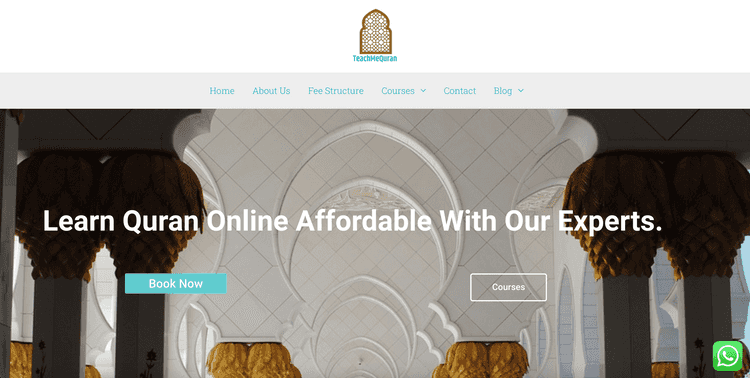 TeachMeQuran
Home About Us Fee Structure Courses Contact Blog
Learn Quran Online Affordable With Our Experts.
Book Now Courses